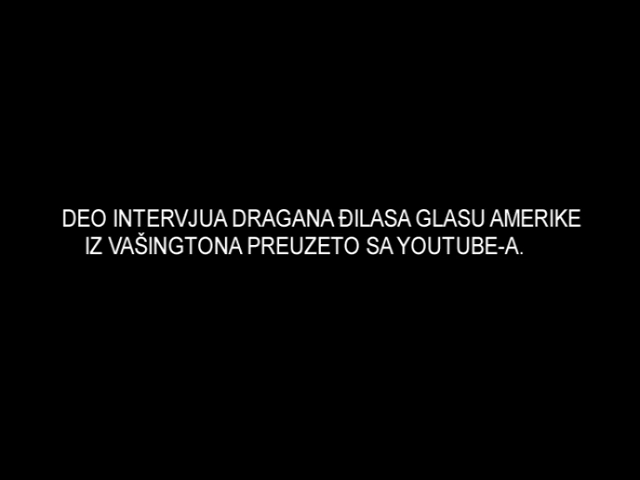 DEO INTERVJUA DRAGANA ĐILASA GLASU AMERIKE
IZ VAŠINGTONA PREUZETO SA YOUTUBE-A.